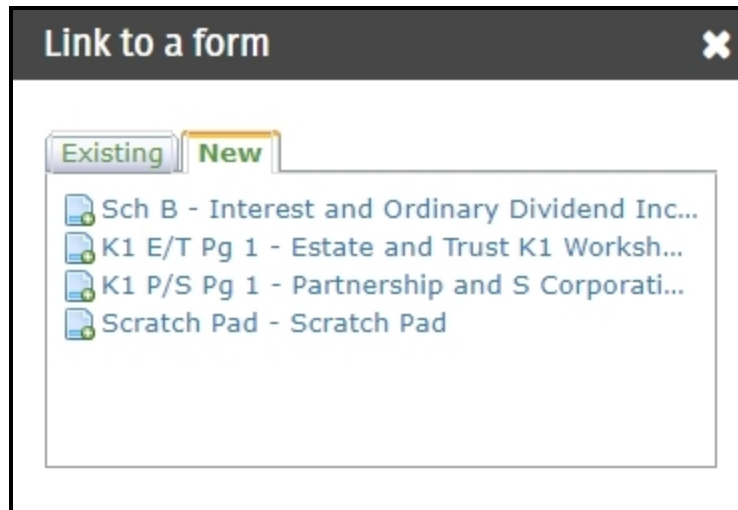 Link to a form
Existing New
Sch B - Interest and Ordinary Dividend Inc...
K1 E/T Pg 1 - Estate and Trust K1 Worksh...
K1 P/S Pg 1 - Partnership and S Corporati...
Scratch Pad - Scratch Pad